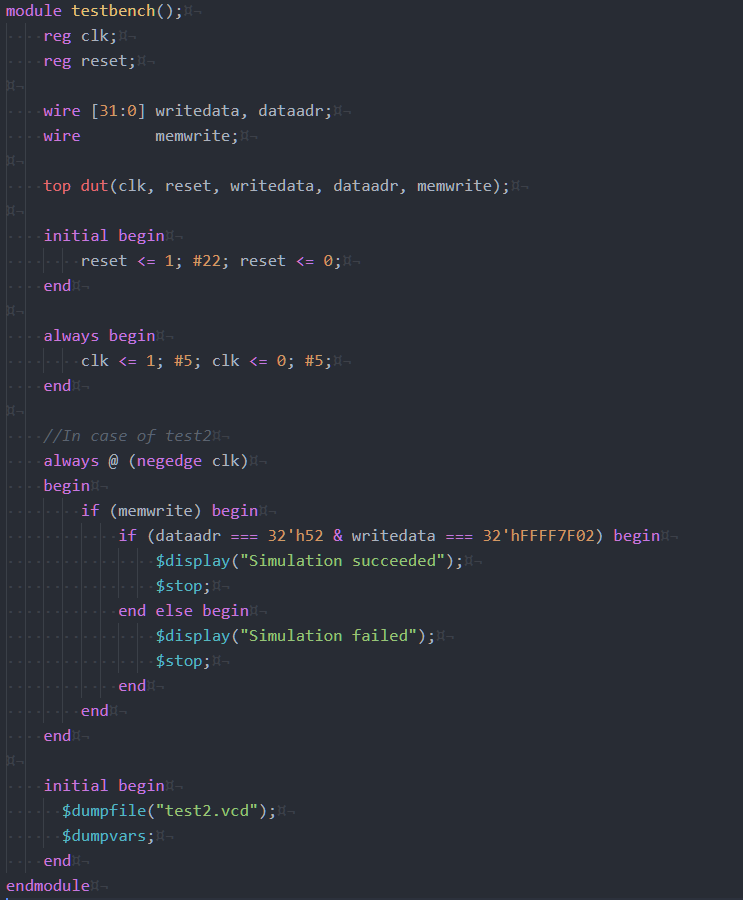 module testbench();
    reg clk;
    reg reset;

    wire [31:0] writedata, dataadr;
    wire        memwrite;

    top dut(clk, reset, writedata, dataadr, memwrite);

    initial begin
        reset <= 1; #22; reset <= 0;
    end

    always begin
        clk <= 1; #5; clk <= 0; #5;
    end

    //In case of test2
    always @ (negedge clk)
    begin
        if (memwrite) begin
            if (dataadr === 32'h52 & writedata === 32'hFFFF7F02) begin
                $display("Simulation succeeded");
                $stop;
            end else begin
                $display("Simulation failed");
                $stop;
            end
        end
    end

    initial begin
      $dumpfile("test2.vcd");
      $dumpvars;
    end
endmodule